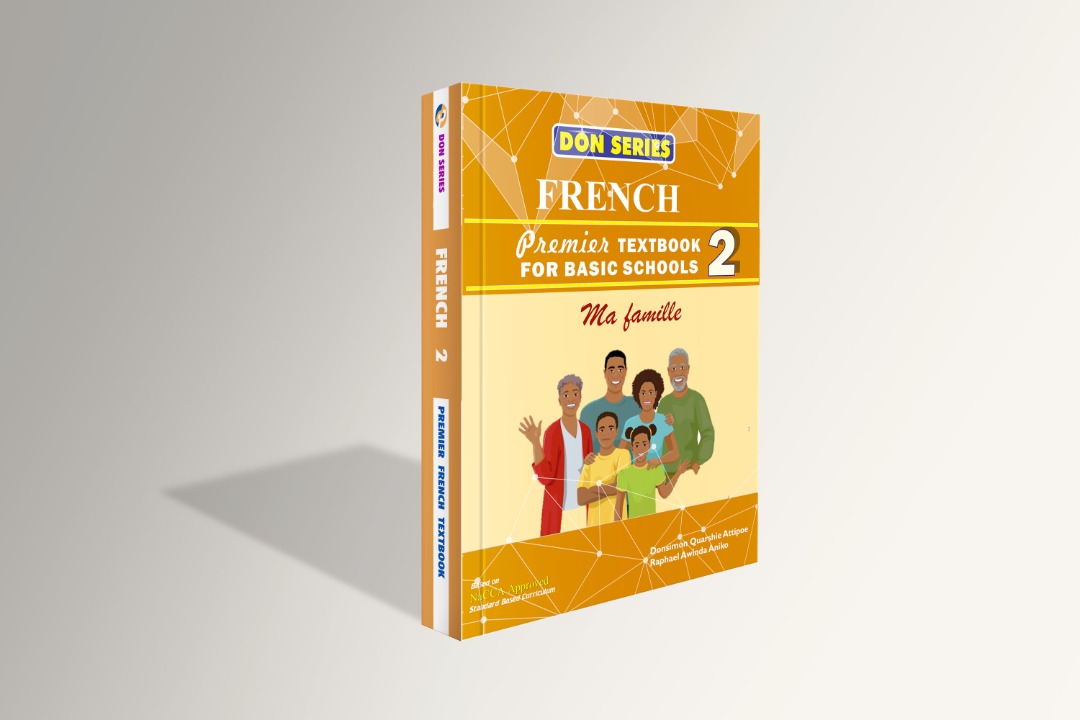 DON SERIES
FRENCH 2
PREMIER FRENCH TEXTBOOK
DON SERIES
FRENCH
Premier TEXTBOOK
FOR BASIC SCHOOLS 2
Ma famille
Donsimon Quarshie Attipoe
Raphael Awinda Aniko
Based on
NaCCA Approved
Standard Based Curriculum